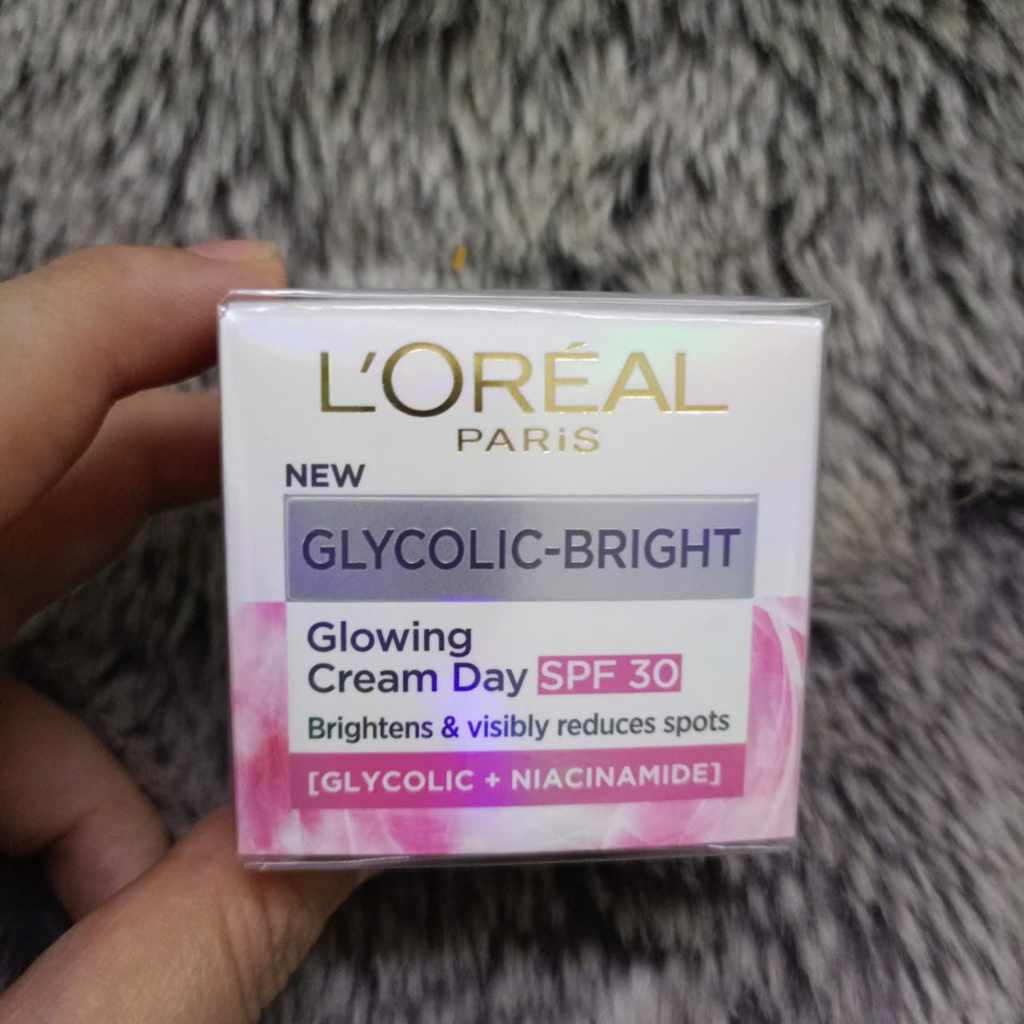 L'ORÉAL
PARiS
NEW
GLYCOLIC-BRIGHT
Glowing
Cream Day SPF 30
Brightens & visibly reduces spots
[GLYCOLIC + NIACINAMIDE]